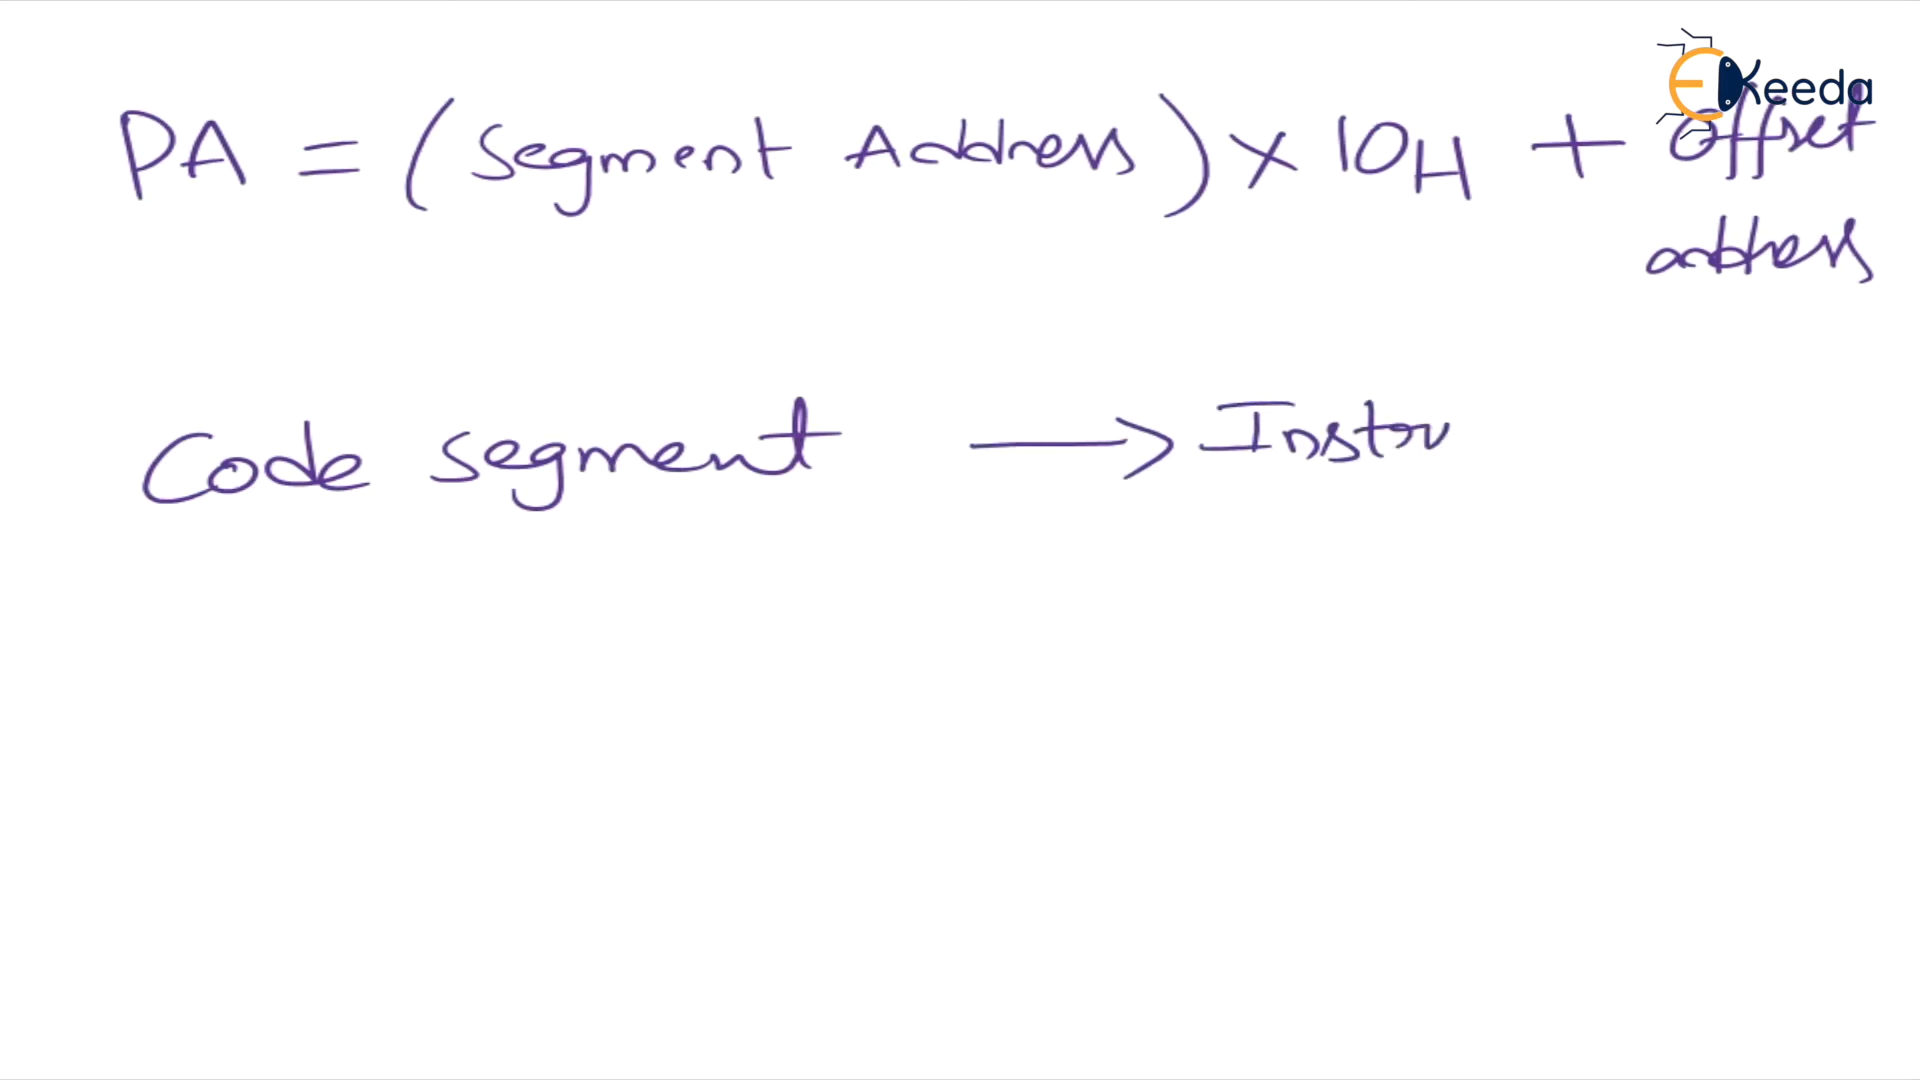 EKeeda
PA = (Segment Address) × 10H + offset
address
Code segment → Instru